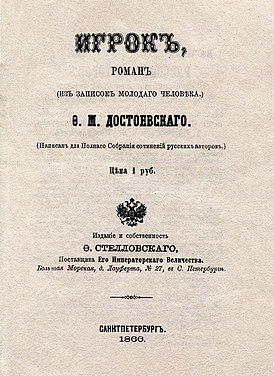 ИГРОКЪ,
РОМАНЪ
(ИЗЪ ЗАПИСОКЪ МОЛОДАГО ЧЕЛОВѢКА.)
Ѳ. М. ДОСТОЕВСКАГО.
(Написанъ для Полнаго Собранія сочиненій русскихъ авторовъ.)
Цѣна 1 руб.
Изданіе и собственность
Ѳ. СТЕЛЛОВСКАГО,
Поставщика Его Императорскаго Величества.
Большая Морская, д. Лауферта, № 27, въ С. Петербургѣ.
САНКТПЕТЕРБУРГЪ.
1866.